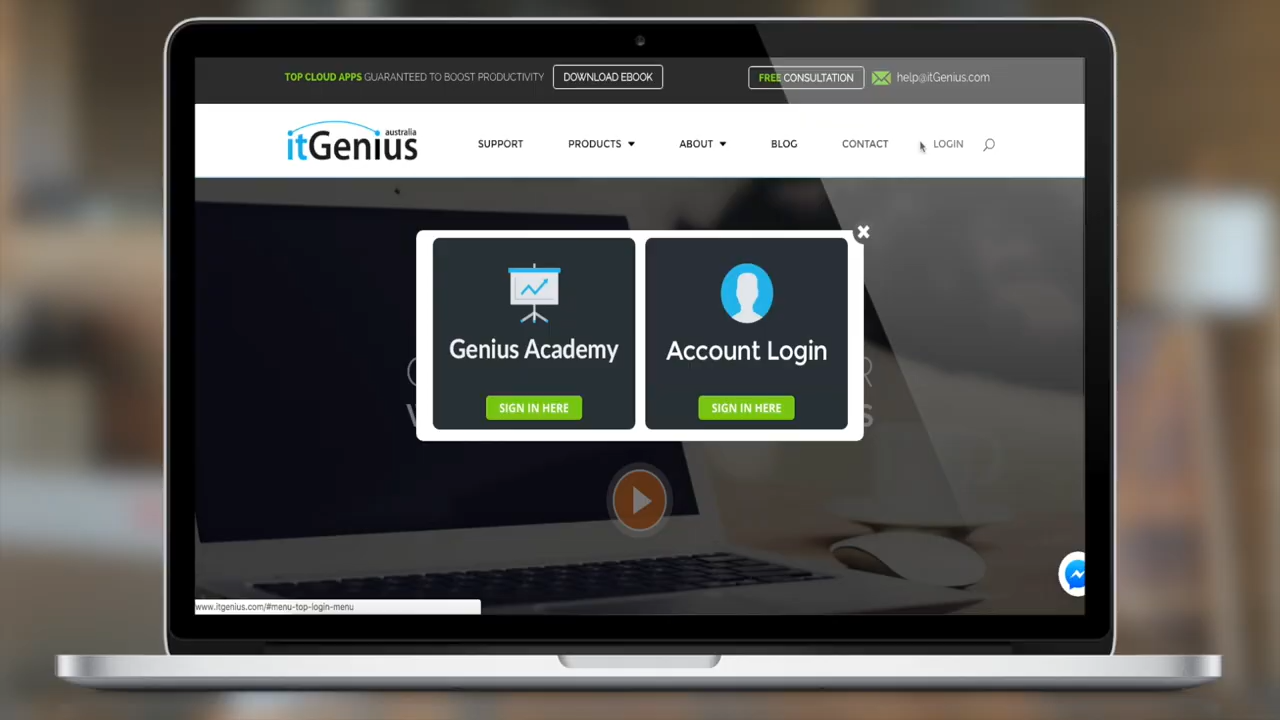 TOP CLOUD APPS GUARANTEED TO BOOST PRODUCTIVITY DOWNLOAD EBOOK FREE CONSULTATION help@itGenius.com
itGenius australia SUPPORT PRODUCTS ABOUT BLOG CONTACT LOGIN
Genius Academy Account Login
SIGN IN HERE SIGN IN HERE
www.itgenius.com/#menu-top-login-menu